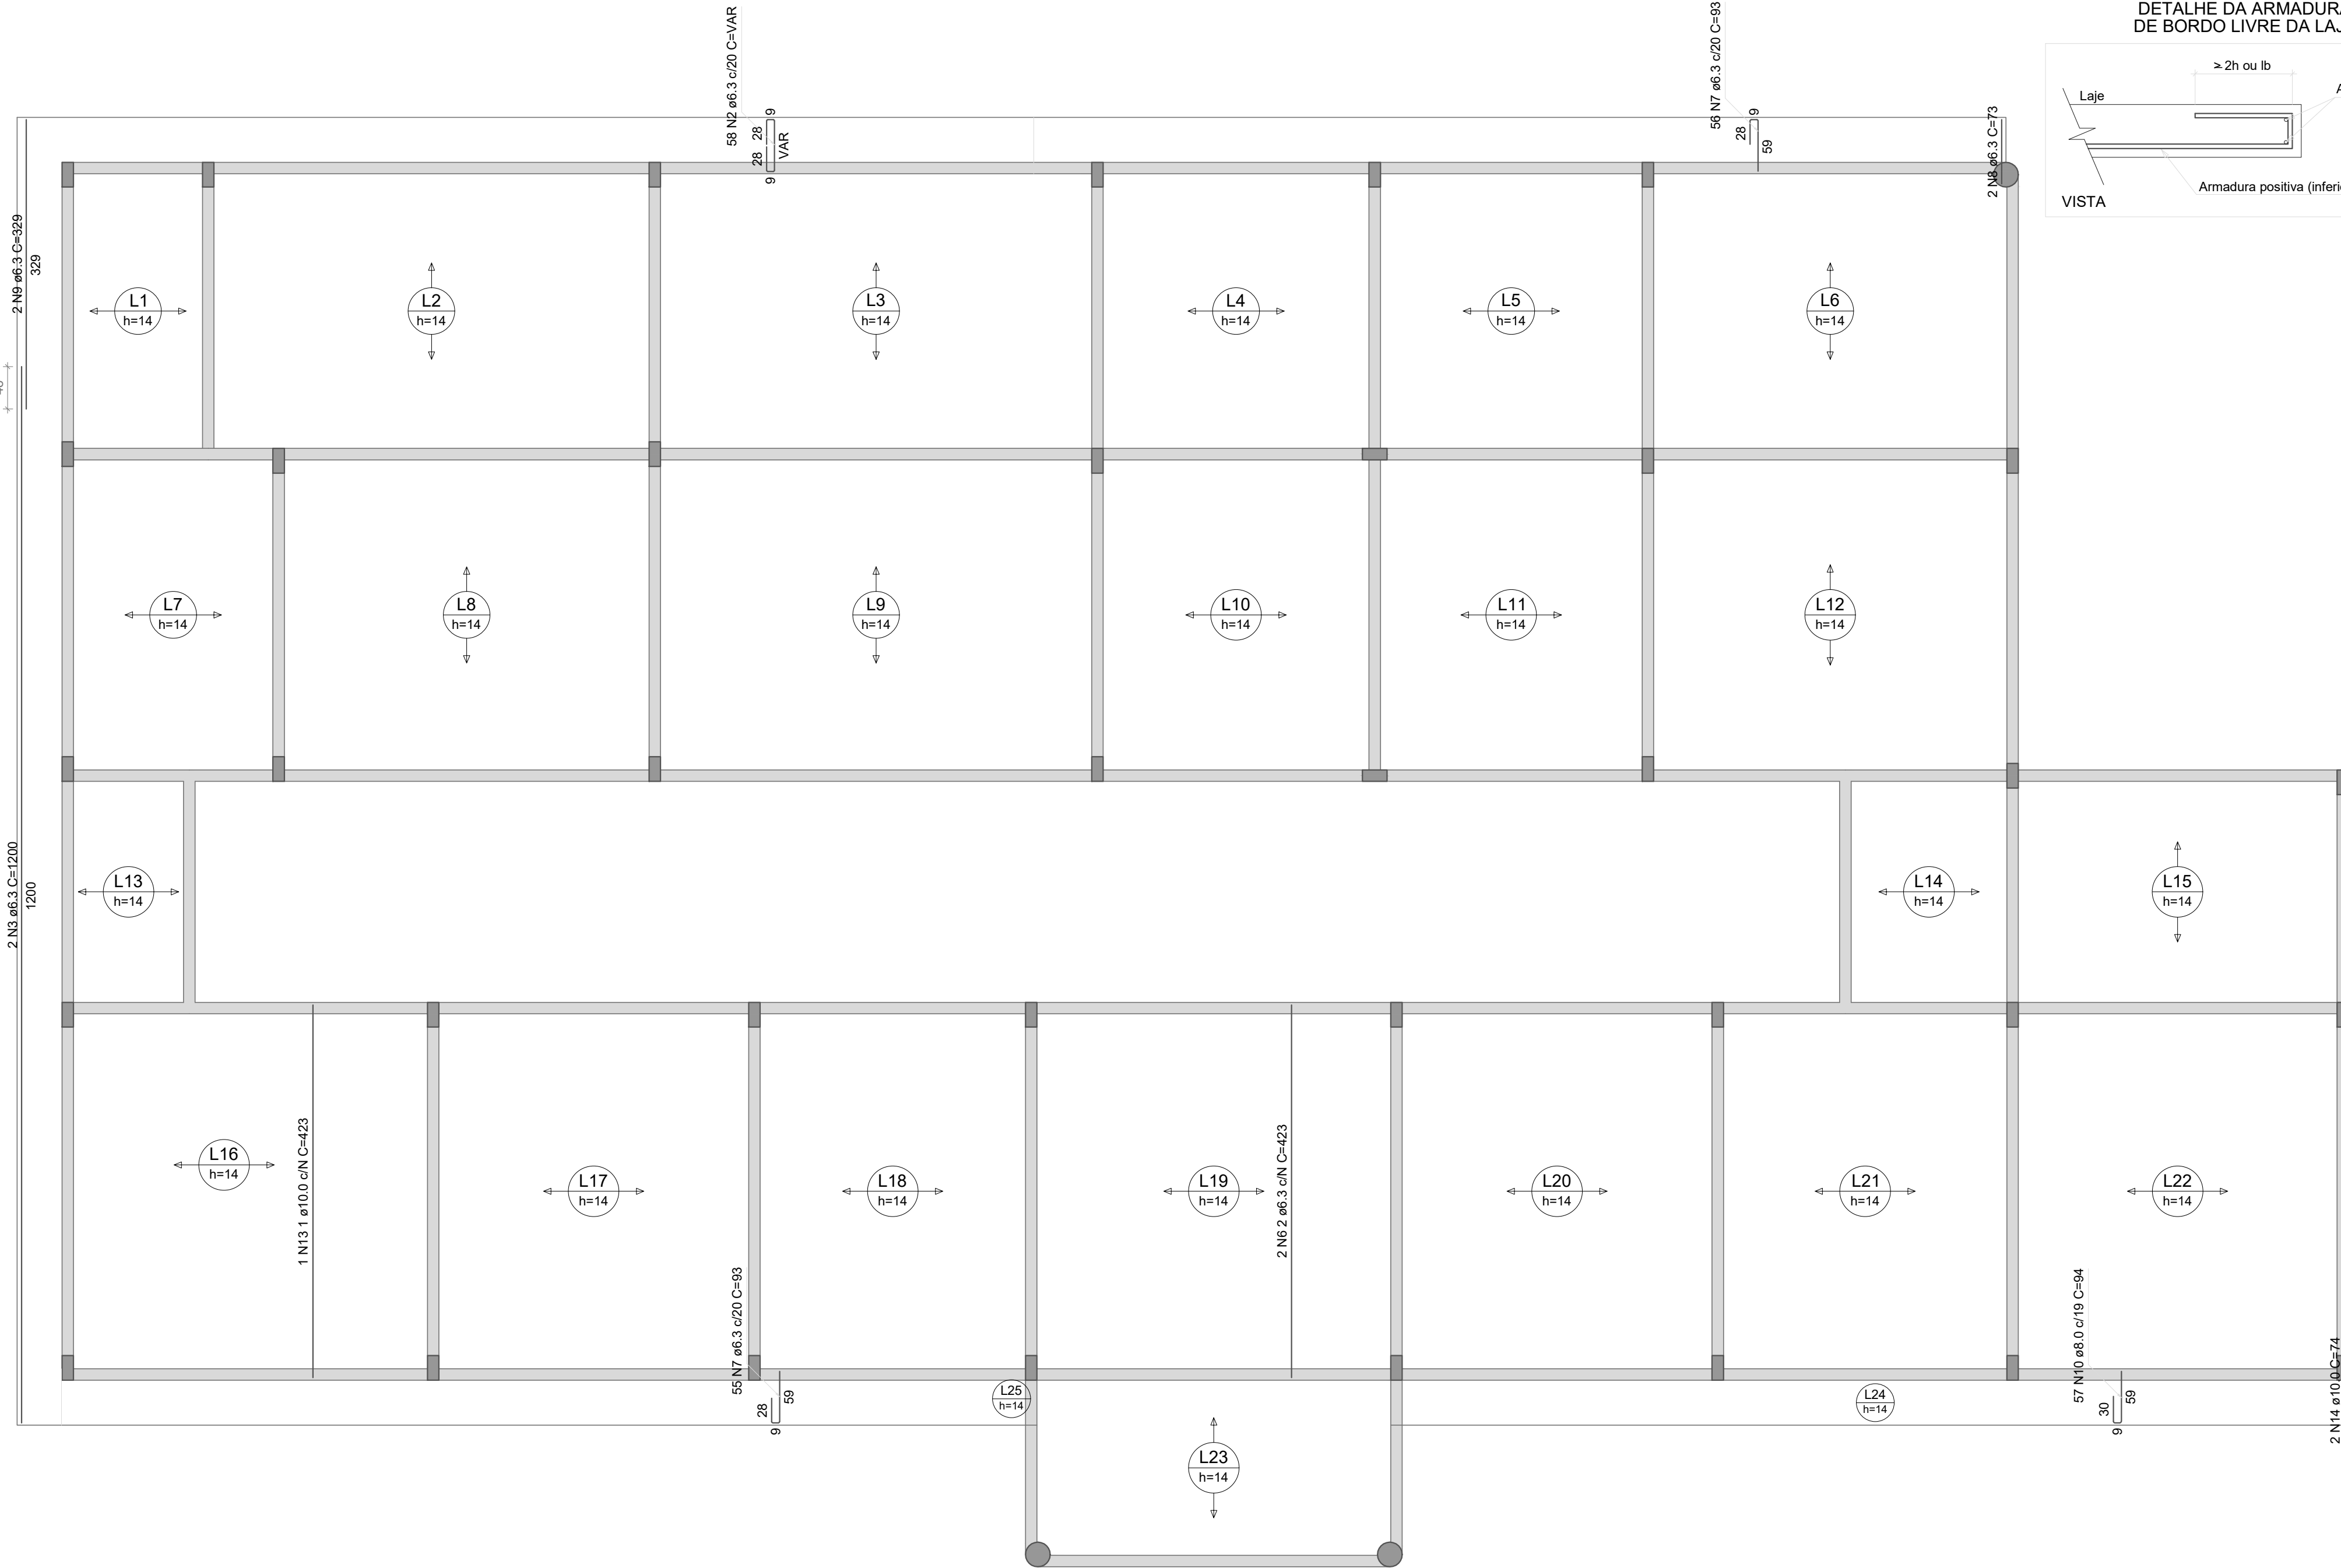 DETALHE DA ARMADURA
DE BORDO LIVRE DA LAJ
≥ 2h ou lb
Laje
A
Armadura positiva (inferi
VISTA
58 N2 ø6.3 c/20 C=VAR
28
28
9
9
VAR
56 N7 ø6.3 c/20 C=93
28
9
59
2 N8 ø6.3 C=73
2 N9 ø6.3 C=329
329
L1
h=14
L2
h=14
L3
h=14
L4
h=14
L5
h=14
L6
h=14
L7
h=14
L8
h=14
L9
h=14
L10
h=14
L11
h=14
L12
h=14
2 N3 ø6.3 C=1200
1200
L13
h=14
L14
h=14
L15
h=14
L16
h=14
1 N13 1 ø10.0 c/N C=423
L17
h=14
L18
h=14
L19
h=14
2 N6 2 ø6.3 c/N C=423
L20
h=14
L21
h=14
L22
h=14
55 N7 ø6.3 c/20 C=93
28
59
9
L25
h=14
L24
h=14
57 N10 ø8.0 c/19 C=94
30
59
9
2 N14 ø10.0 C=74
L23
h=14